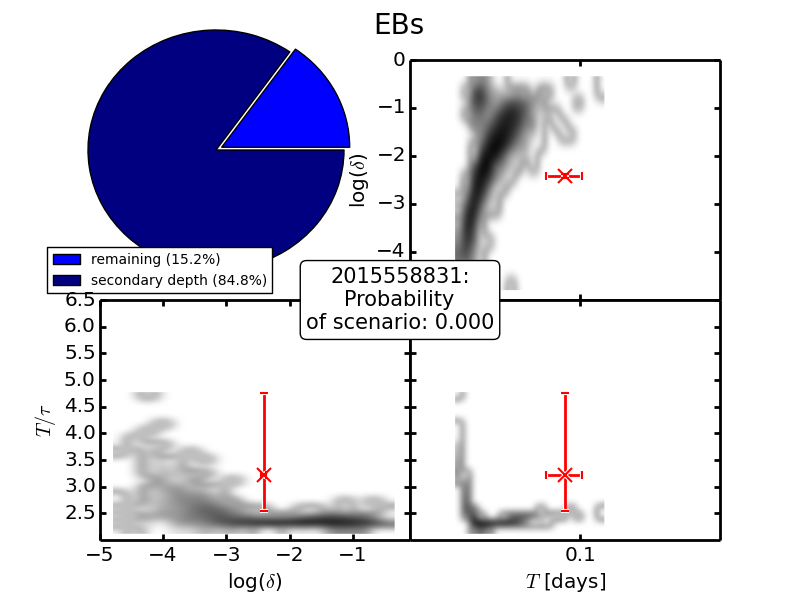 EBs
remaining (15.2%)
secondary depth (84.8%)
0
−1
−2
−3
−4
log(δ)
2015558831:
Probability
of scenario: 0.000
6.5
6.0
5.5
5.0
4.5
4.0
3.5
3.0
2.5
T/τ
−5
−4
−3
−2
−1
log(δ)
0.1
T [days]